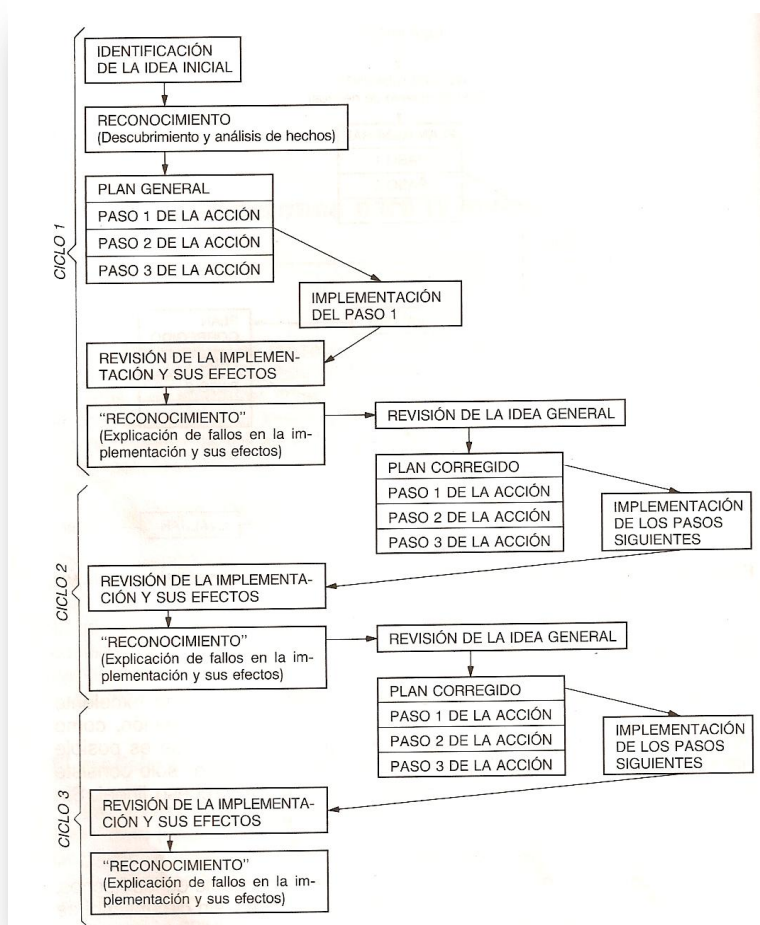 CICLO 1
IDENTIFICACIÓN
DE LA IDEA INICIAL
RECONOCIMIENTO
(Descubrimiento y análisis de hechos)
PLAN GENERAL
PASO 1 DE LA ACCIÓN
PASO 2 DE LA ACCIÓN
PASO 3 DE LA ACCIÓN
IMPLEMENTACIÓN
DEL PASO 1
REVISIÓN DE LA IMPLEMEN-
TACIÓN Y SUS EFECTOS
“RECONOCIMIENTO”
(Explicación de fallos en la im-
plementación y sus efectos)
REVISIÓN DE LA IDEA GENERAL
CICLO 2
PLAN CORREGIDO
PASO 1 DE LA ACCIÓN
PASO 2 DE LA ACCIÓN
PASO 3 DE LA ACCIÓN
IMPLEMENTACIÓN
DE LOS PASOS
SIGUIENTES
REVISIÓN DE LA IMPLEMENTA-
CIÓN Y SUS EFECTOS
“RECONOCIMIENTO”
(Explicación de fallos en la im-
plementación y sus efectos)
REVISIÓN DE LA IDEA GENERAL
CICLO 3
PLAN CORREGIDO
PASO 1 DE LA ACCIÓN
PASO 2 DE LA ACCIÓN
PASO 3 DE LA ACCIÓN
IMPLEMENTACIÓN
DE LOS PASOS
SIGUIENTES
REVISIÓN DE LA IMPLEMENTA-
CIÓN Y SUS EFECTOS
“RECONOCIMIENTO”
(Explicación de fallos en la im-
plementación y sus efectos)